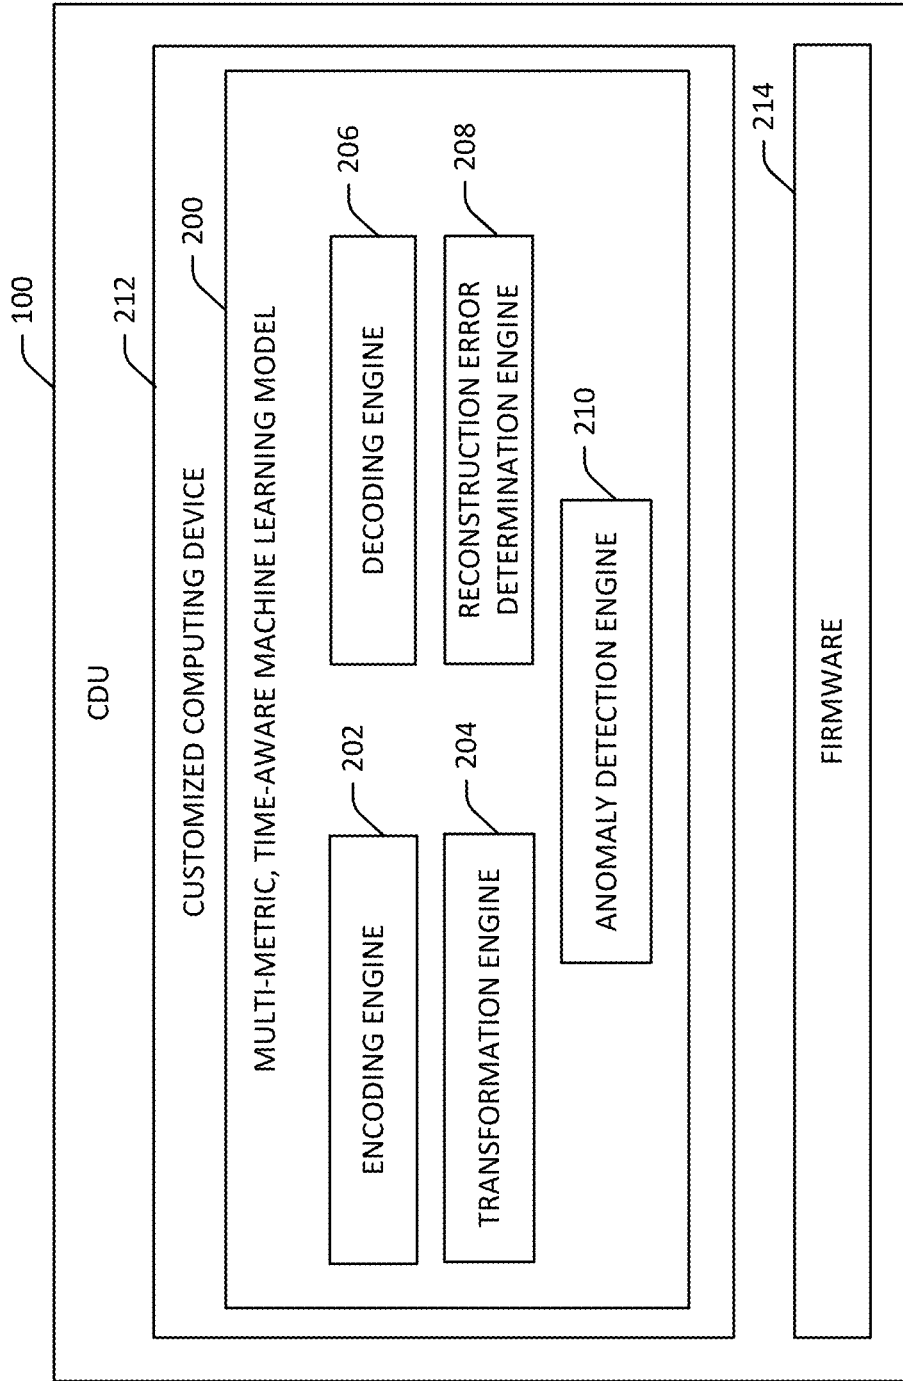 100
CDU
212
CUSTOMIZED COMPUTING DEVICE
200
MULTI-METRIC, TIME-AWARE MACHINE LEARNING MODEL
202
ENCODING ENGINE
206
DECODING ENGINE
204
TRANSFORMATION ENGINE
208
RECONSTRUCTION ERROR
DETERMINATION ENGINE
210
ANOMALY DETECTION ENGINE
214
FIRMWARE